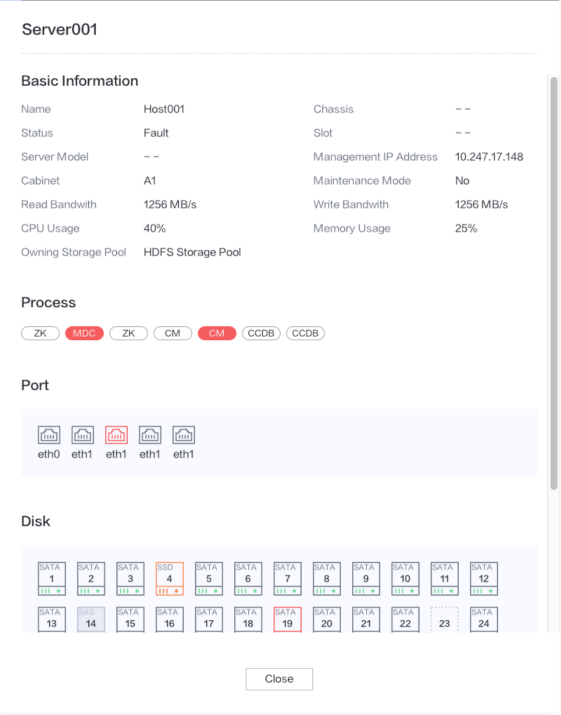 Server001
Basic Information
Name Host001 Chassis – –
Status Fault Slot – –
Server Model – – Management IP Address 10.247.17.148
Cabinet A1 Maintenance Mode No
Read Bandwith 1256 MB/s Write Bandwith 1256 MB/s
CPU Usage 40% Memory Usage 25%
Owning Storage Pool HDFS Storage Pool
Process
ZK MDC ZK CM CM CCDB CCDB
Port
eth0 eth1 eth1 eth1 eth1
Disk
SATA SATA SATA SSD SATA SATA SATA SATA SATA SATA SATA SATA
1 2 3 4 5 6 7 8 9 10 11 12
SATA SAS SATA SATA SATA SATA SATA SATA SATA SATA SATA
13 14 15 16 17 18 19 20 21 22 23 24
Close